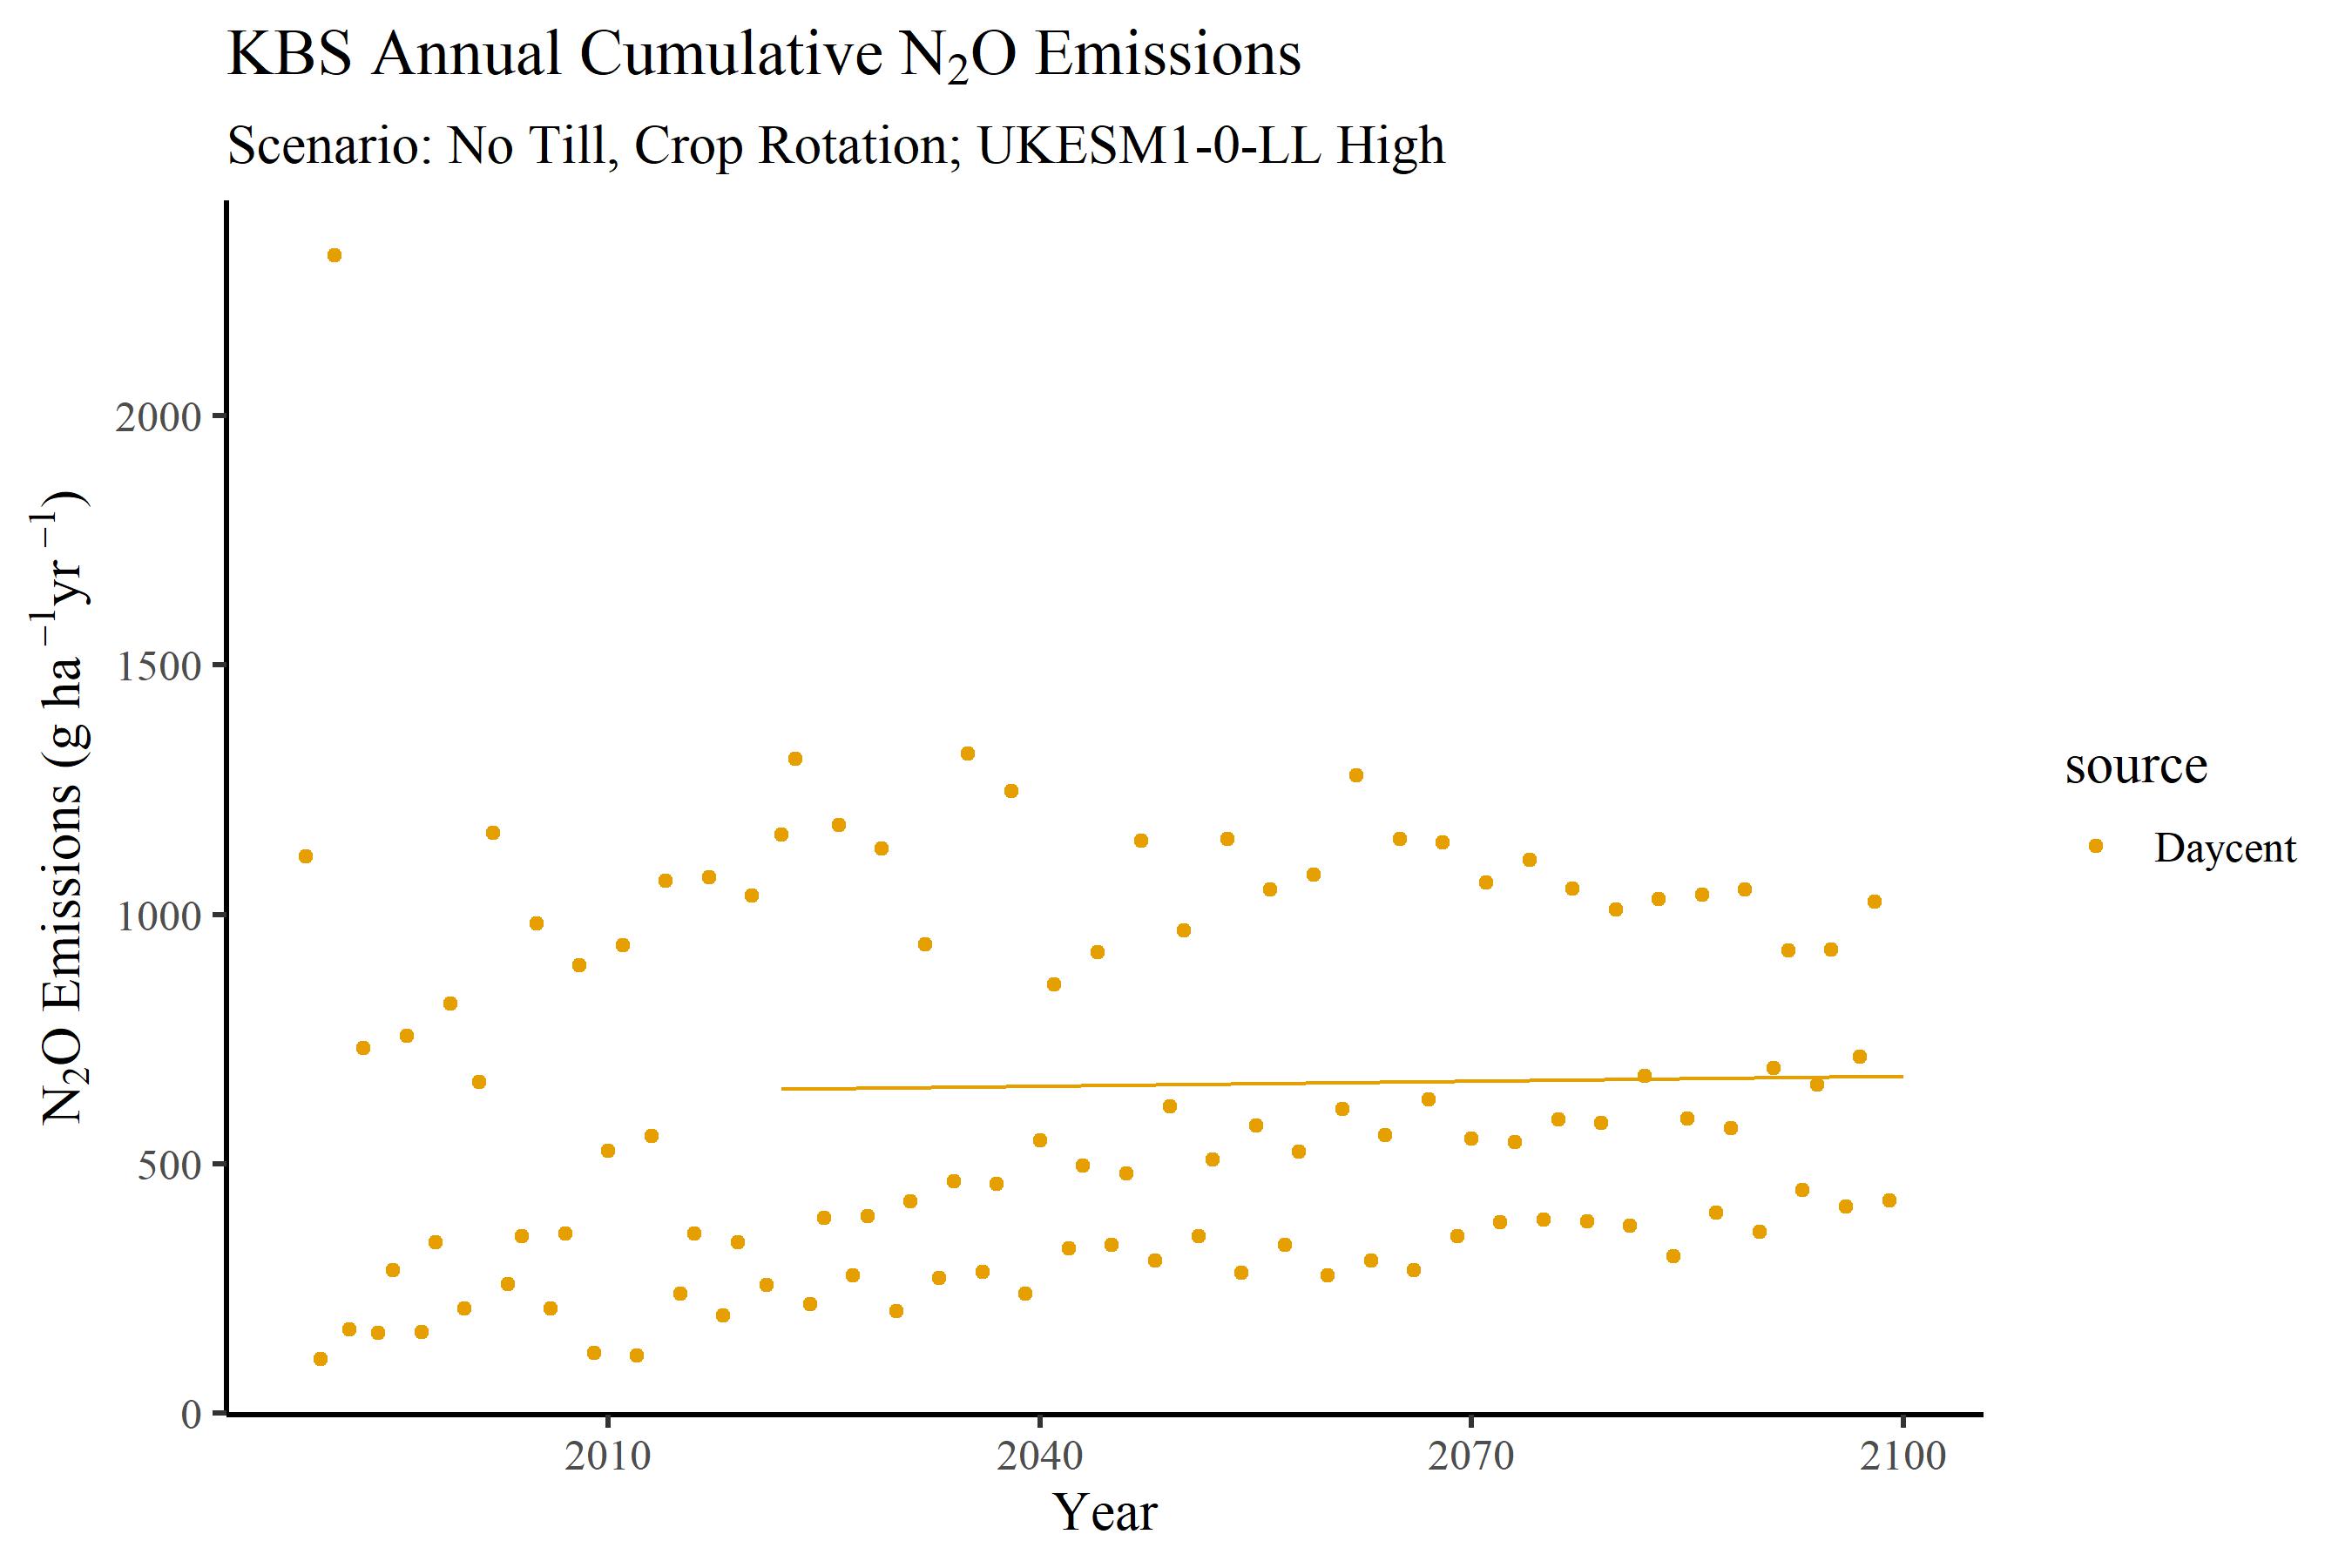 KBS Annual Cumulative N₂O Emissions
Scenario: No Till, Crop Rotation; UKESM1-0-LL High
N₂O Emissions (g ha⁻¹yr⁻¹)
2000
1500
1000
500
0
2010 2040 2070 2100
Year
source
Daycent